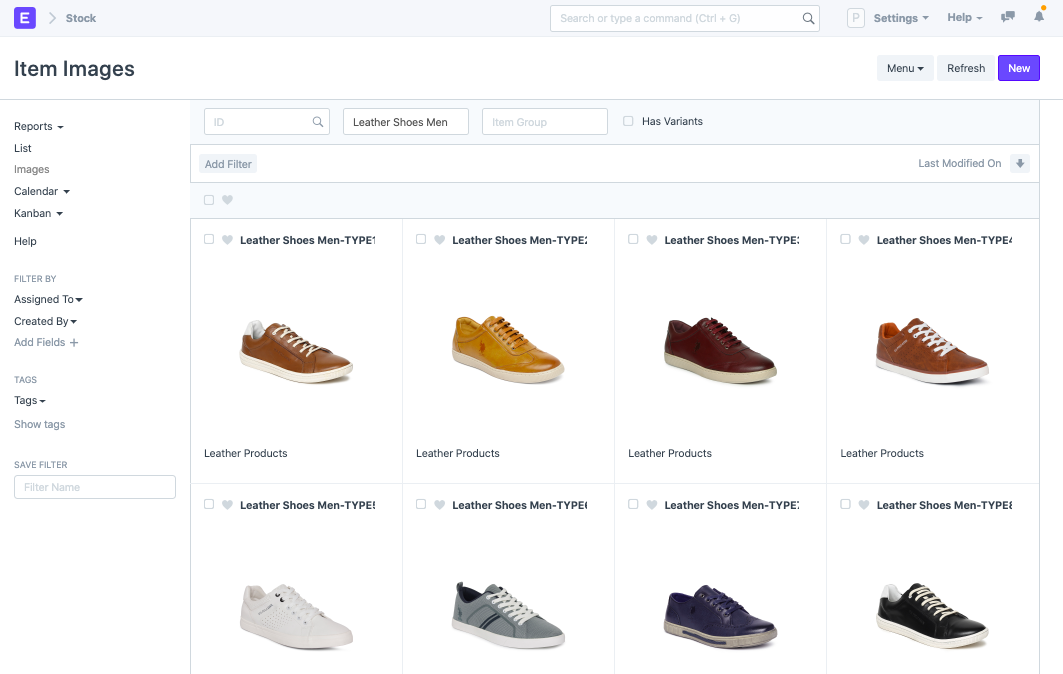 E Stock Search or type a command (Ctrl + G) P Settings Help
Item Images Menu Refresh New
Reports
List
Images
Calendar
Kanban
Help
FILTER BY
Assigned To
Created By
Add Fields
TAGS
Tags
Show tags
SAVE FILTER
Filter Name
ID Leather Shoes Men Item Group Has Variants
Add Filter Last Modified On
Leather Shoes Men-TYPE1 Leather Shoes Men-TYPE2 Leather Shoes Men-TYPE3 Leather Shoes Men-TYPE4
Leather Products Leather Products Leather Products Leather Products
Leather Shoes Men-TYPE5 Leather Shoes Men-TYPE6 Leather Shoes Men-TYPE7 Leather Shoes Men-TYPE8